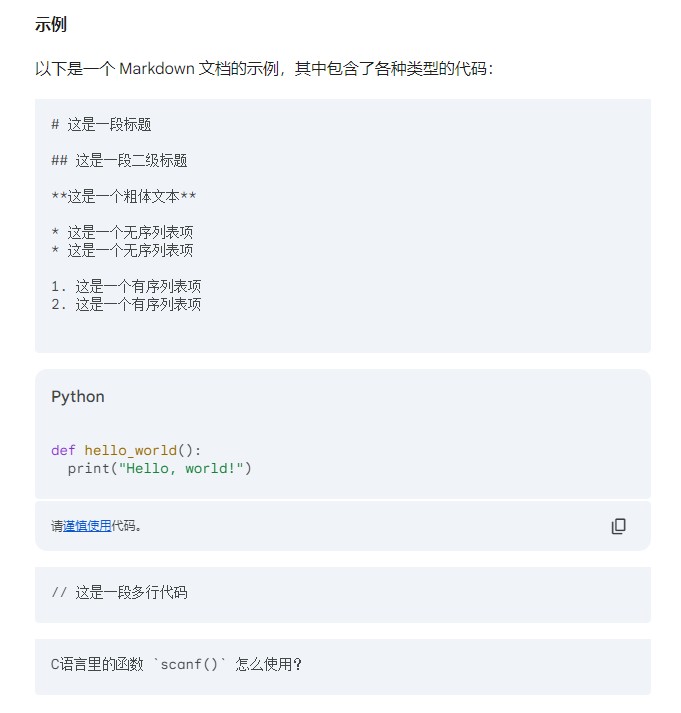 示例
以下是一个 Markdown 文档的示例，其中包含了各种类型的代码：
# 这是一段标题
## 这是一段二级标题
**这是一个粗体文本**
* 这是一个无序列表项
* 这是一个无序列表项
1. 这是一个有序列表项
2. 这是一个有序列表项
Python
def hello_world():
  print("Hello, world!")
请谨慎使用代码。
// 这是一段多行代码
C语言里的函数 `scanf()` 怎么使用？